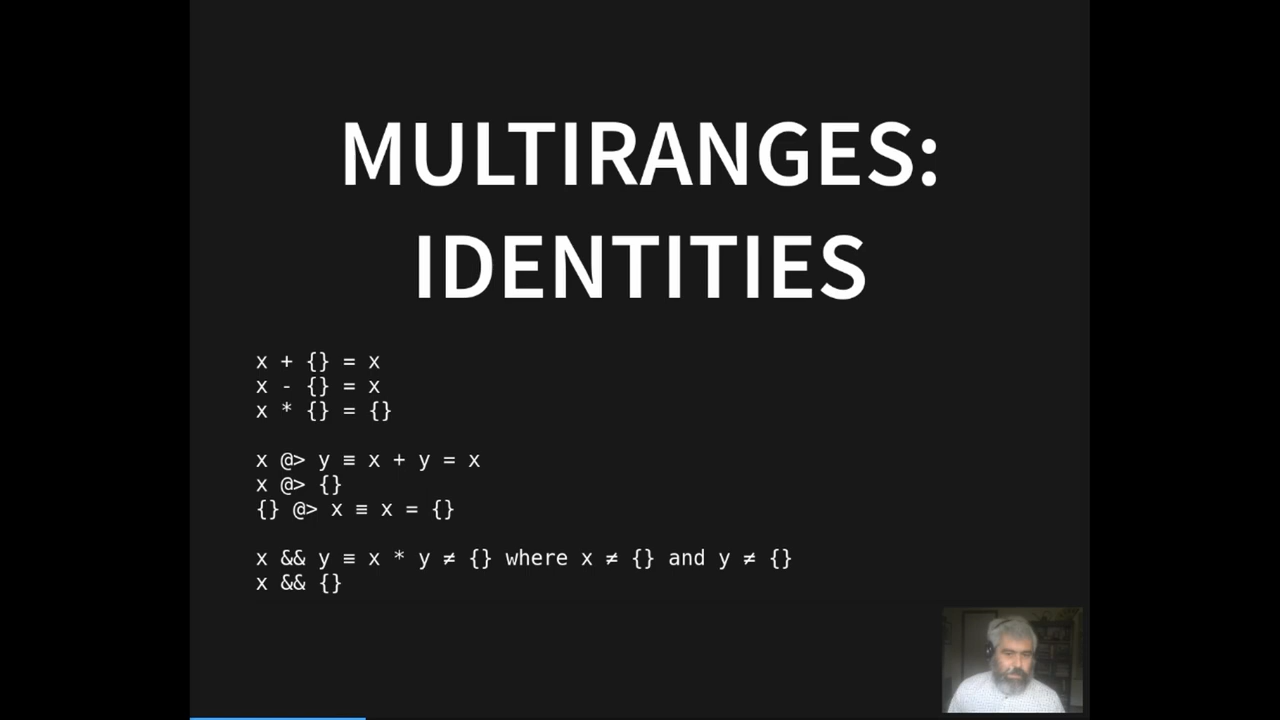 MULTIRANGES:
IDENTITIES
x + {} = x
x - {} = x
x * {} = {}
x @> y ≡ x + y = x
x @> {}
{} @> x ≡ x = {}
x && y ≡ x * y ≠ {} where x ≠ {} and y ≠ {}
x && {}